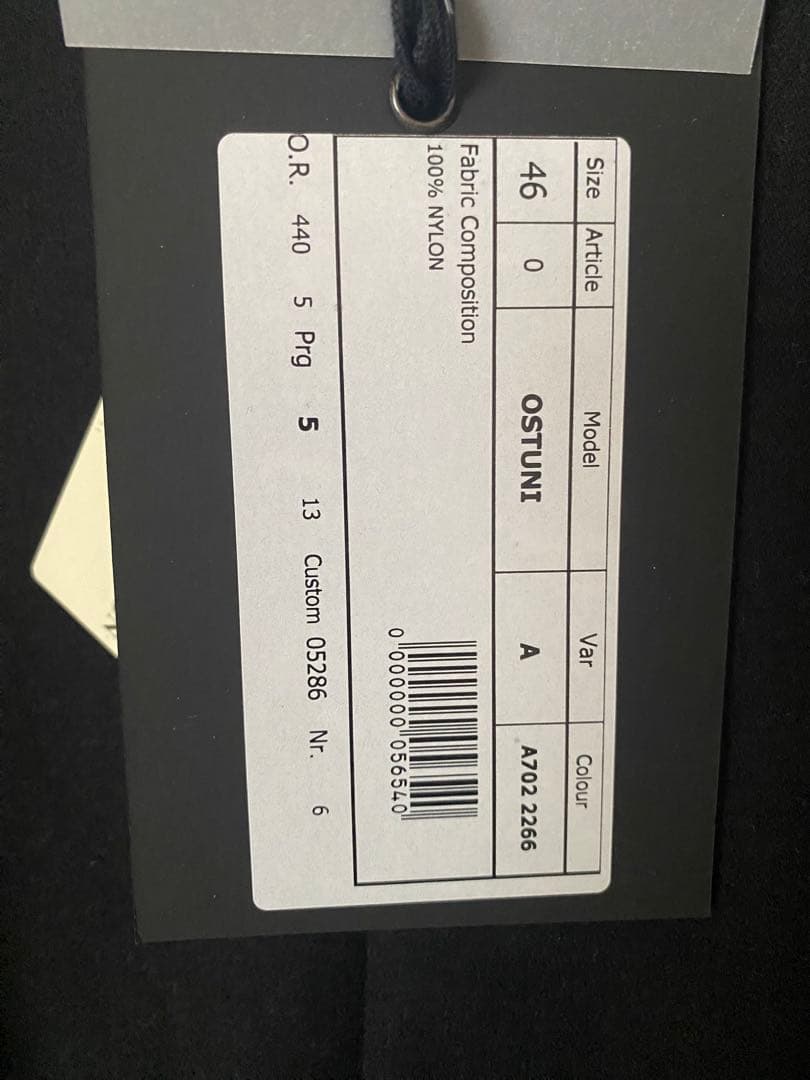 Size Article Model Var Colour
46 0 OSTUNI A A702 2266
Fabric Composition
100% NYLON
0 000000 056540
O.R. 440 5 Prg 5 13 Custom 05286 Nr. 6